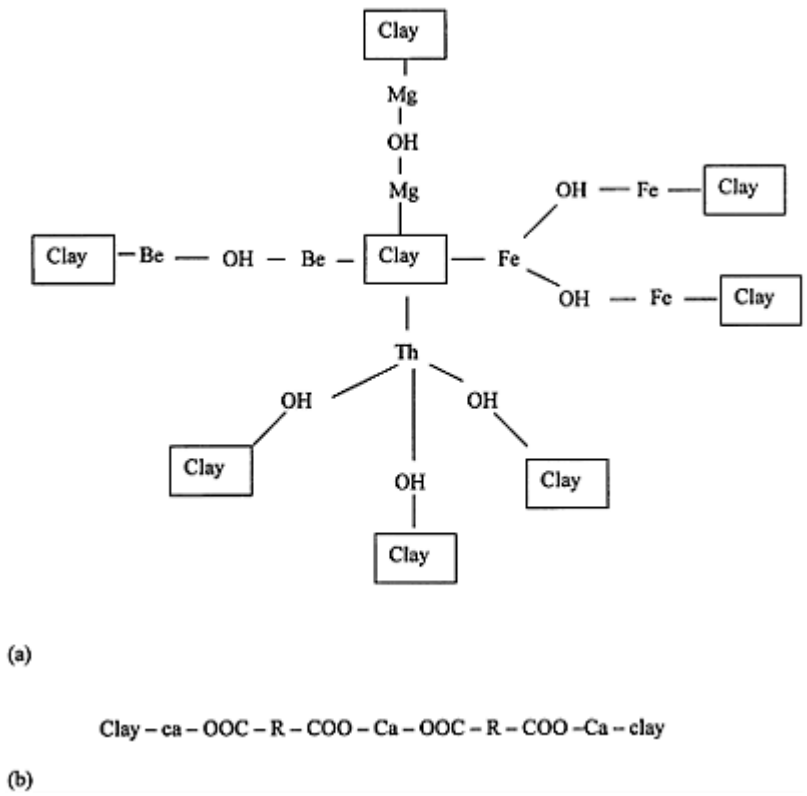 Clay
Mg
OH
Mg
OH Fe Clay
Clay Be OH Be Clay Fe
OH Fe Clay
Th
OH OH
Clay OH Clay
Clay
(a)
Clay – ca – OOC – R – COO – Ca – OOC – R – COO –Ca – clay
(b)